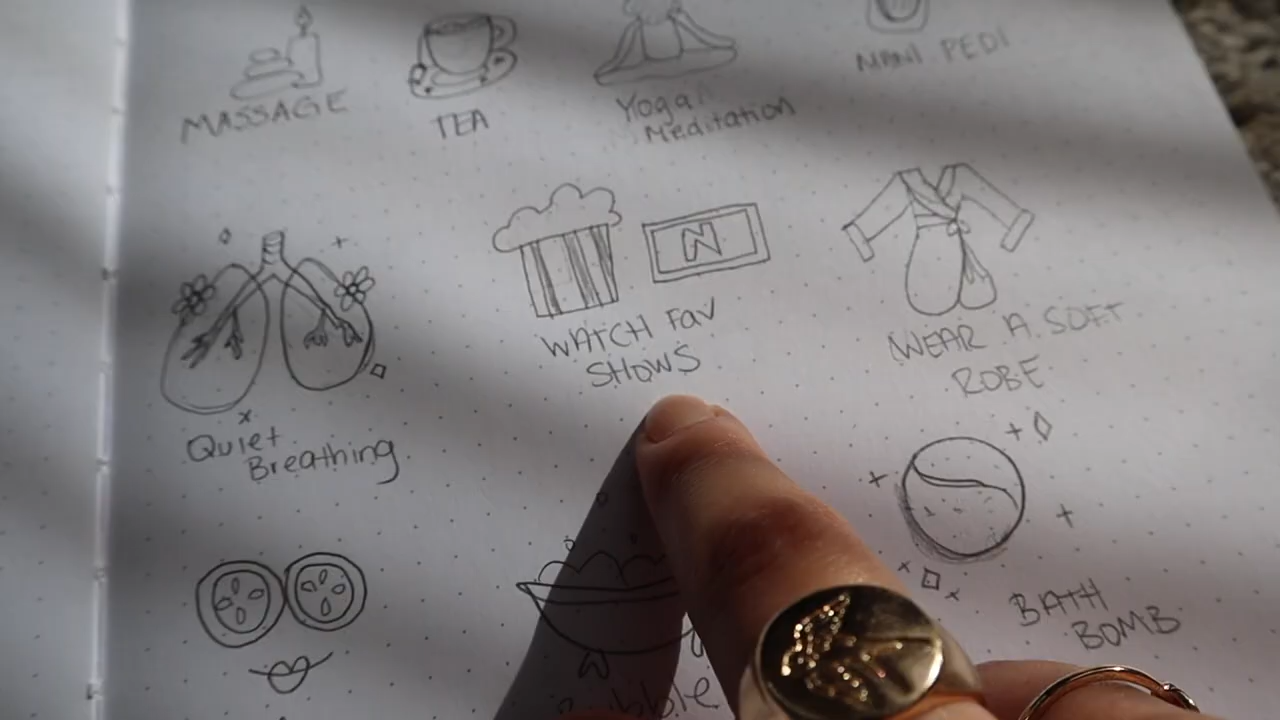 MASSAGE
TEA
Yoga
Meditation
MANI PEDI
N
WATCH FaV
SHOWS
WEAR A SOFT
ROBE
Quiet
Breathing
BATH
BOMB